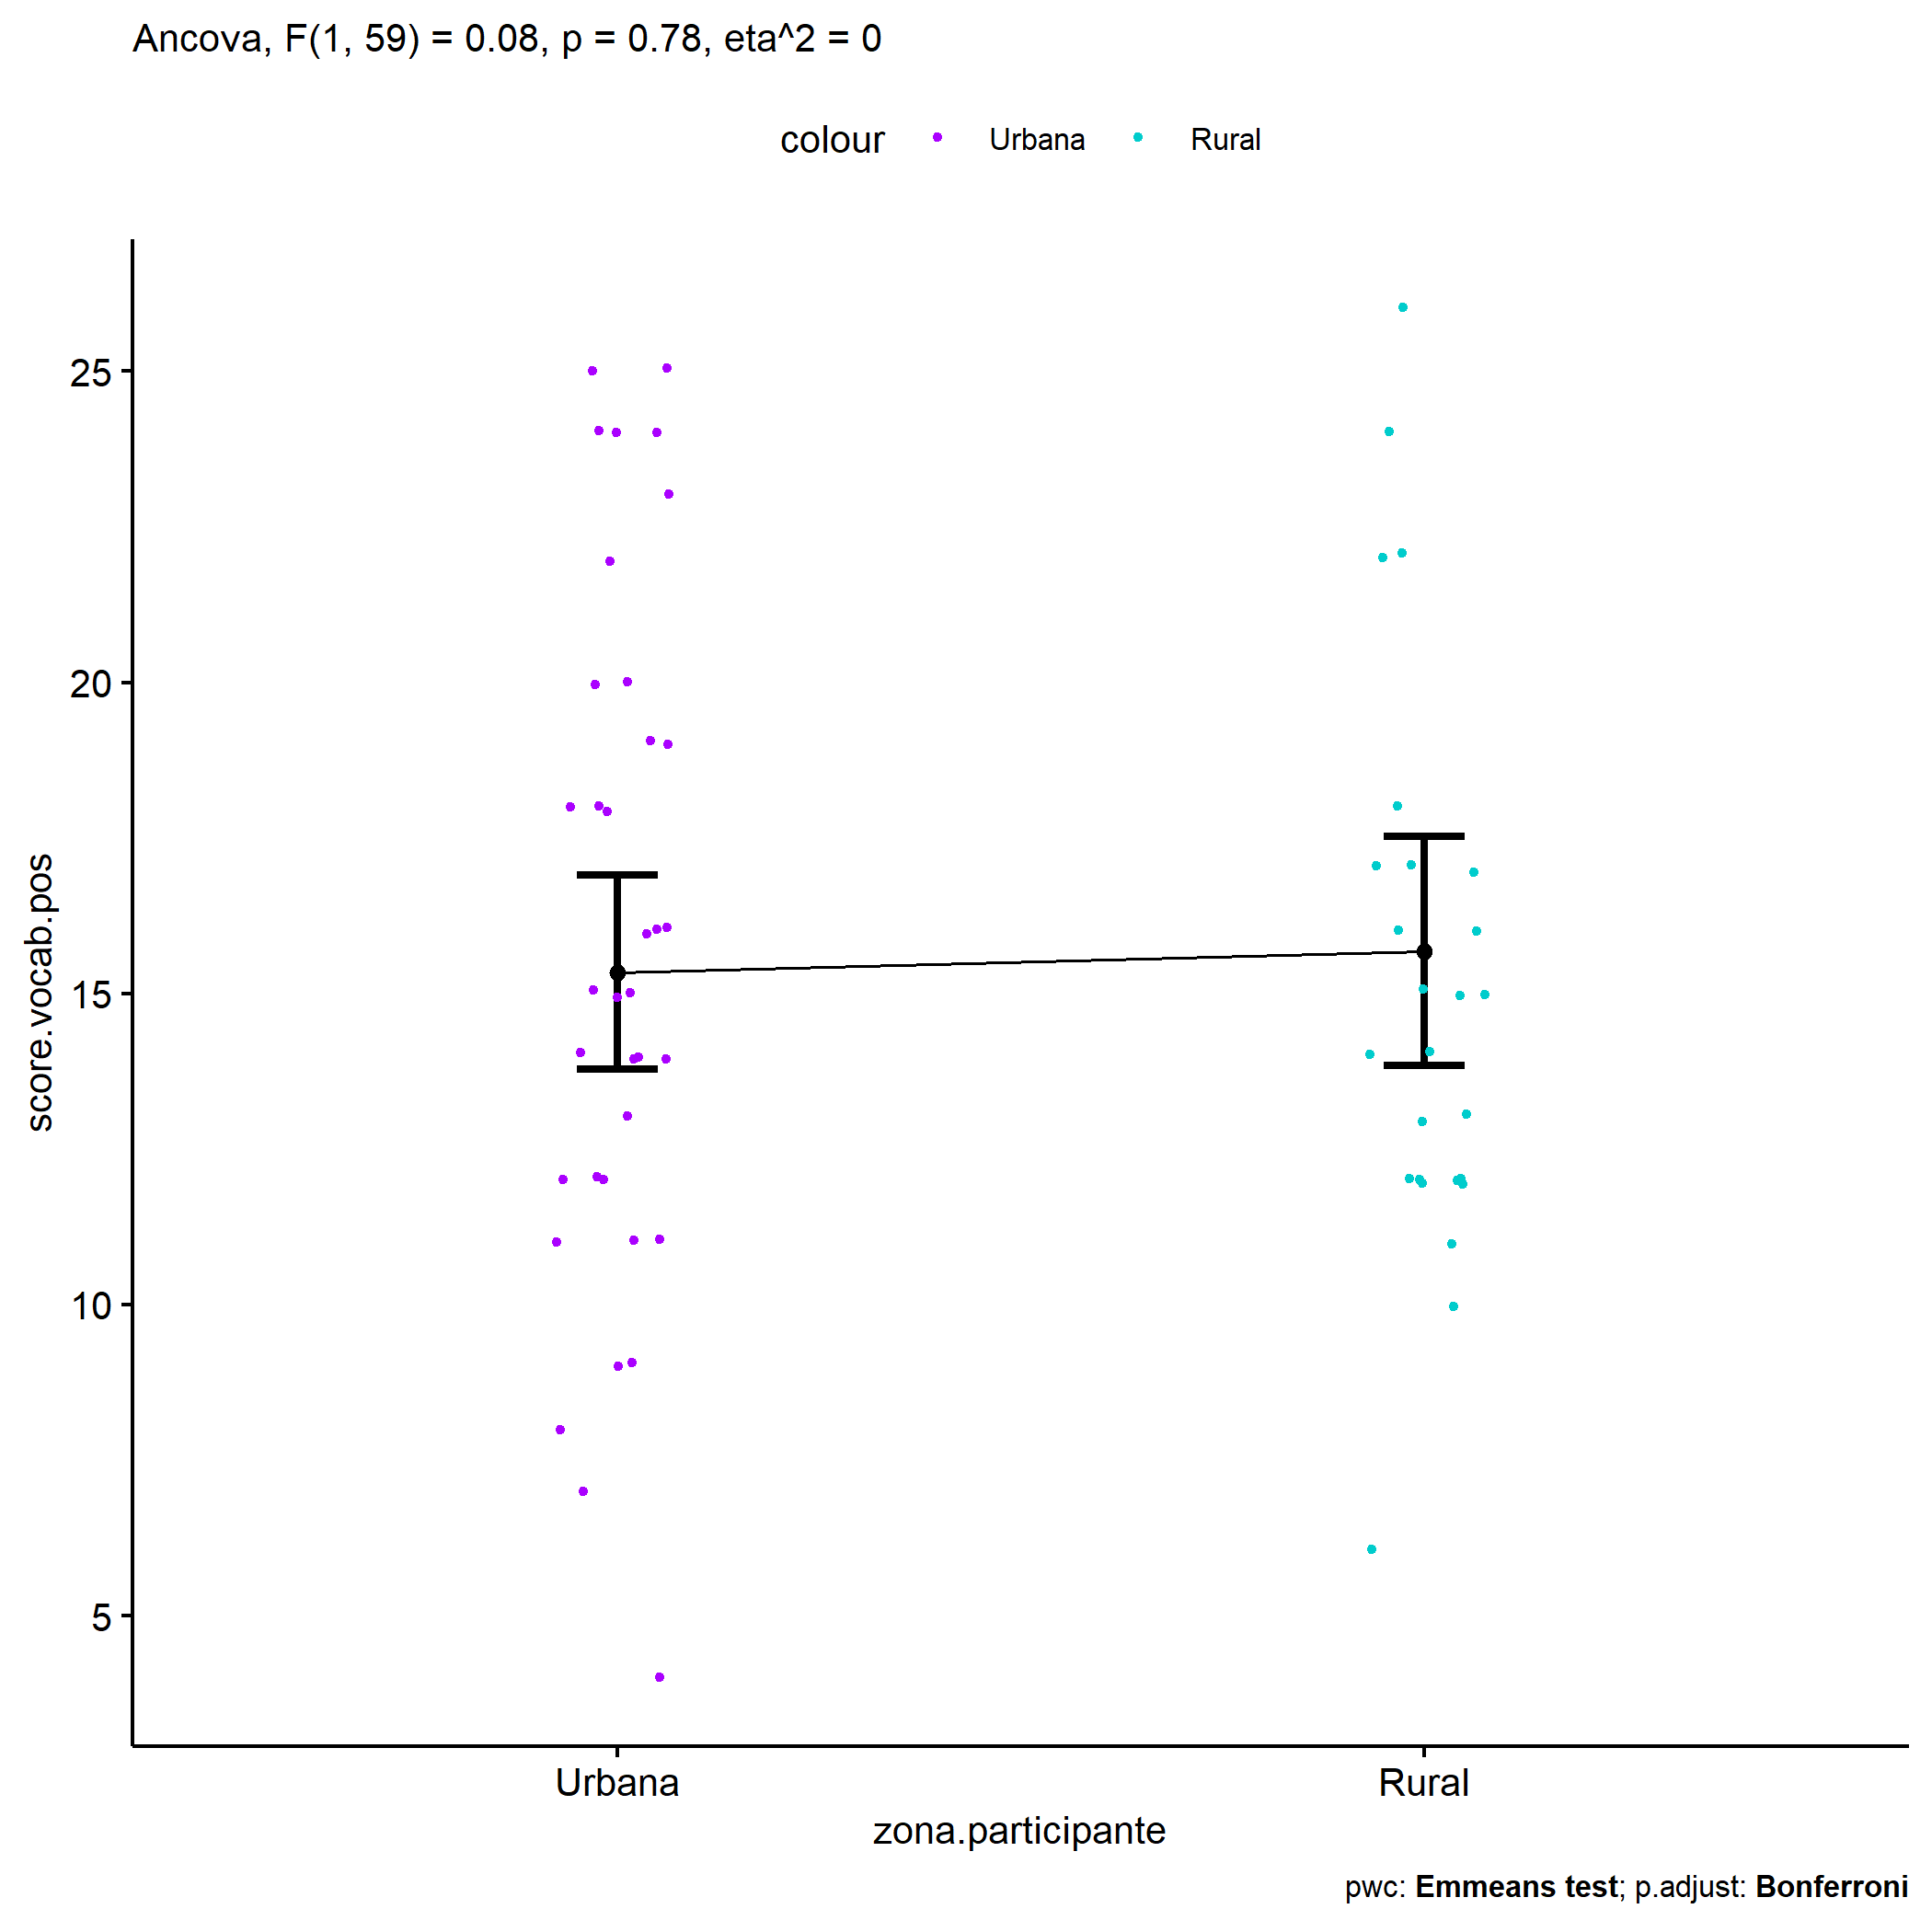 Ancova, F(1, 59) = 0.08, p = 0.78, eta^2 = 0
colour Urbana Rural
score.vocab.pos
25
20
15
10
5
Urbana Rural
zona.participante
pwc: Emmeans test; p.adjust: Bonferroni